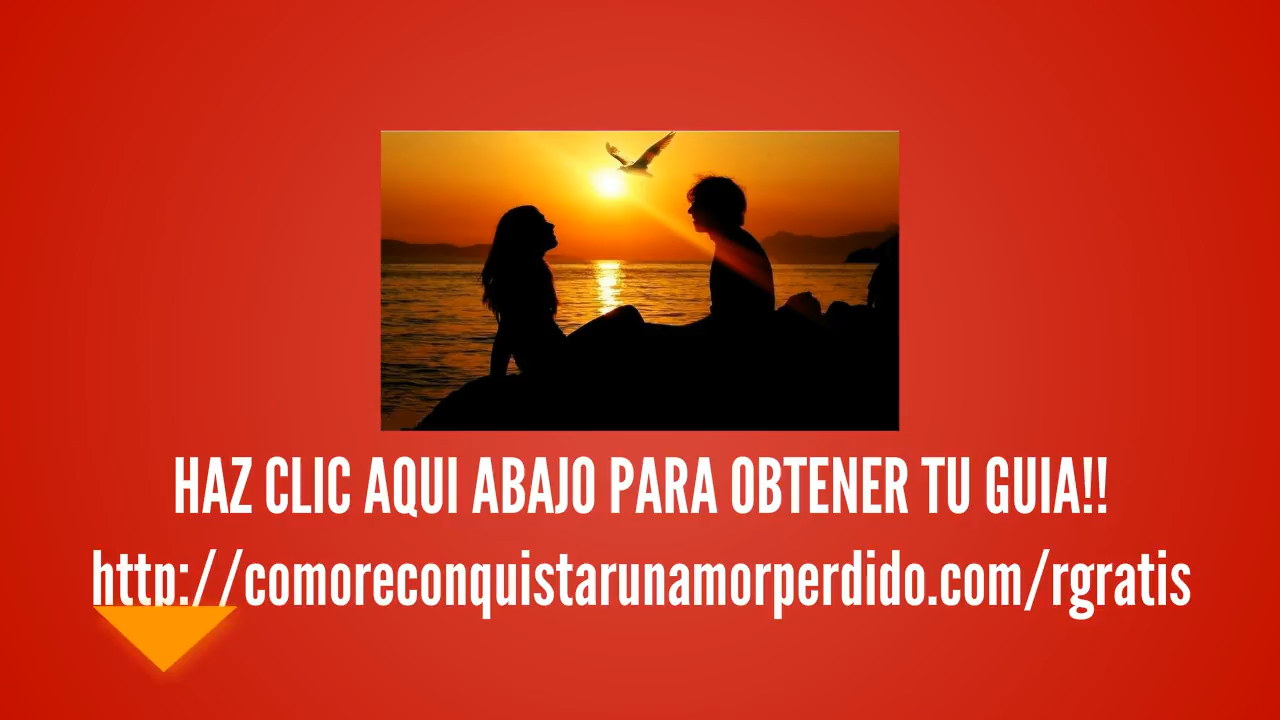 HAZ CLIC AQUI ABAJO PARA OBTENER TU GUIA!!
http://comoreconquistarunamorperdido.com/rgratis